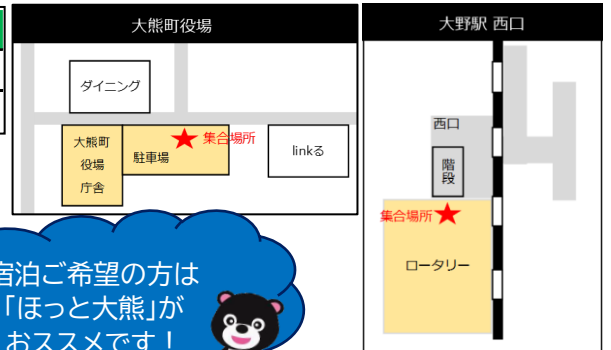 大熊町役場
ダイニング
大熊町
役場
庁舎
駐車場
集合場所
linkる
大野駅 西口
西口
階
段
集合場所
ロータリー
宿泊ご希望の方は
「ほっと大熊」が
おススメです！